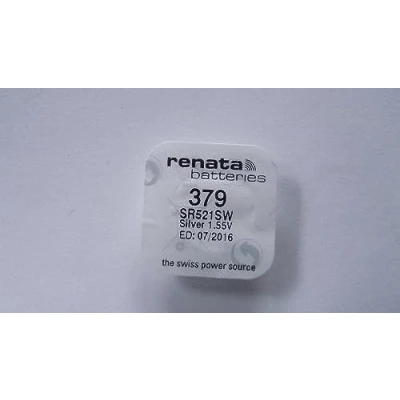 renata
batteries
379
SR521SW
Silver 1.55V
ED: 07/2016
the swiss power source